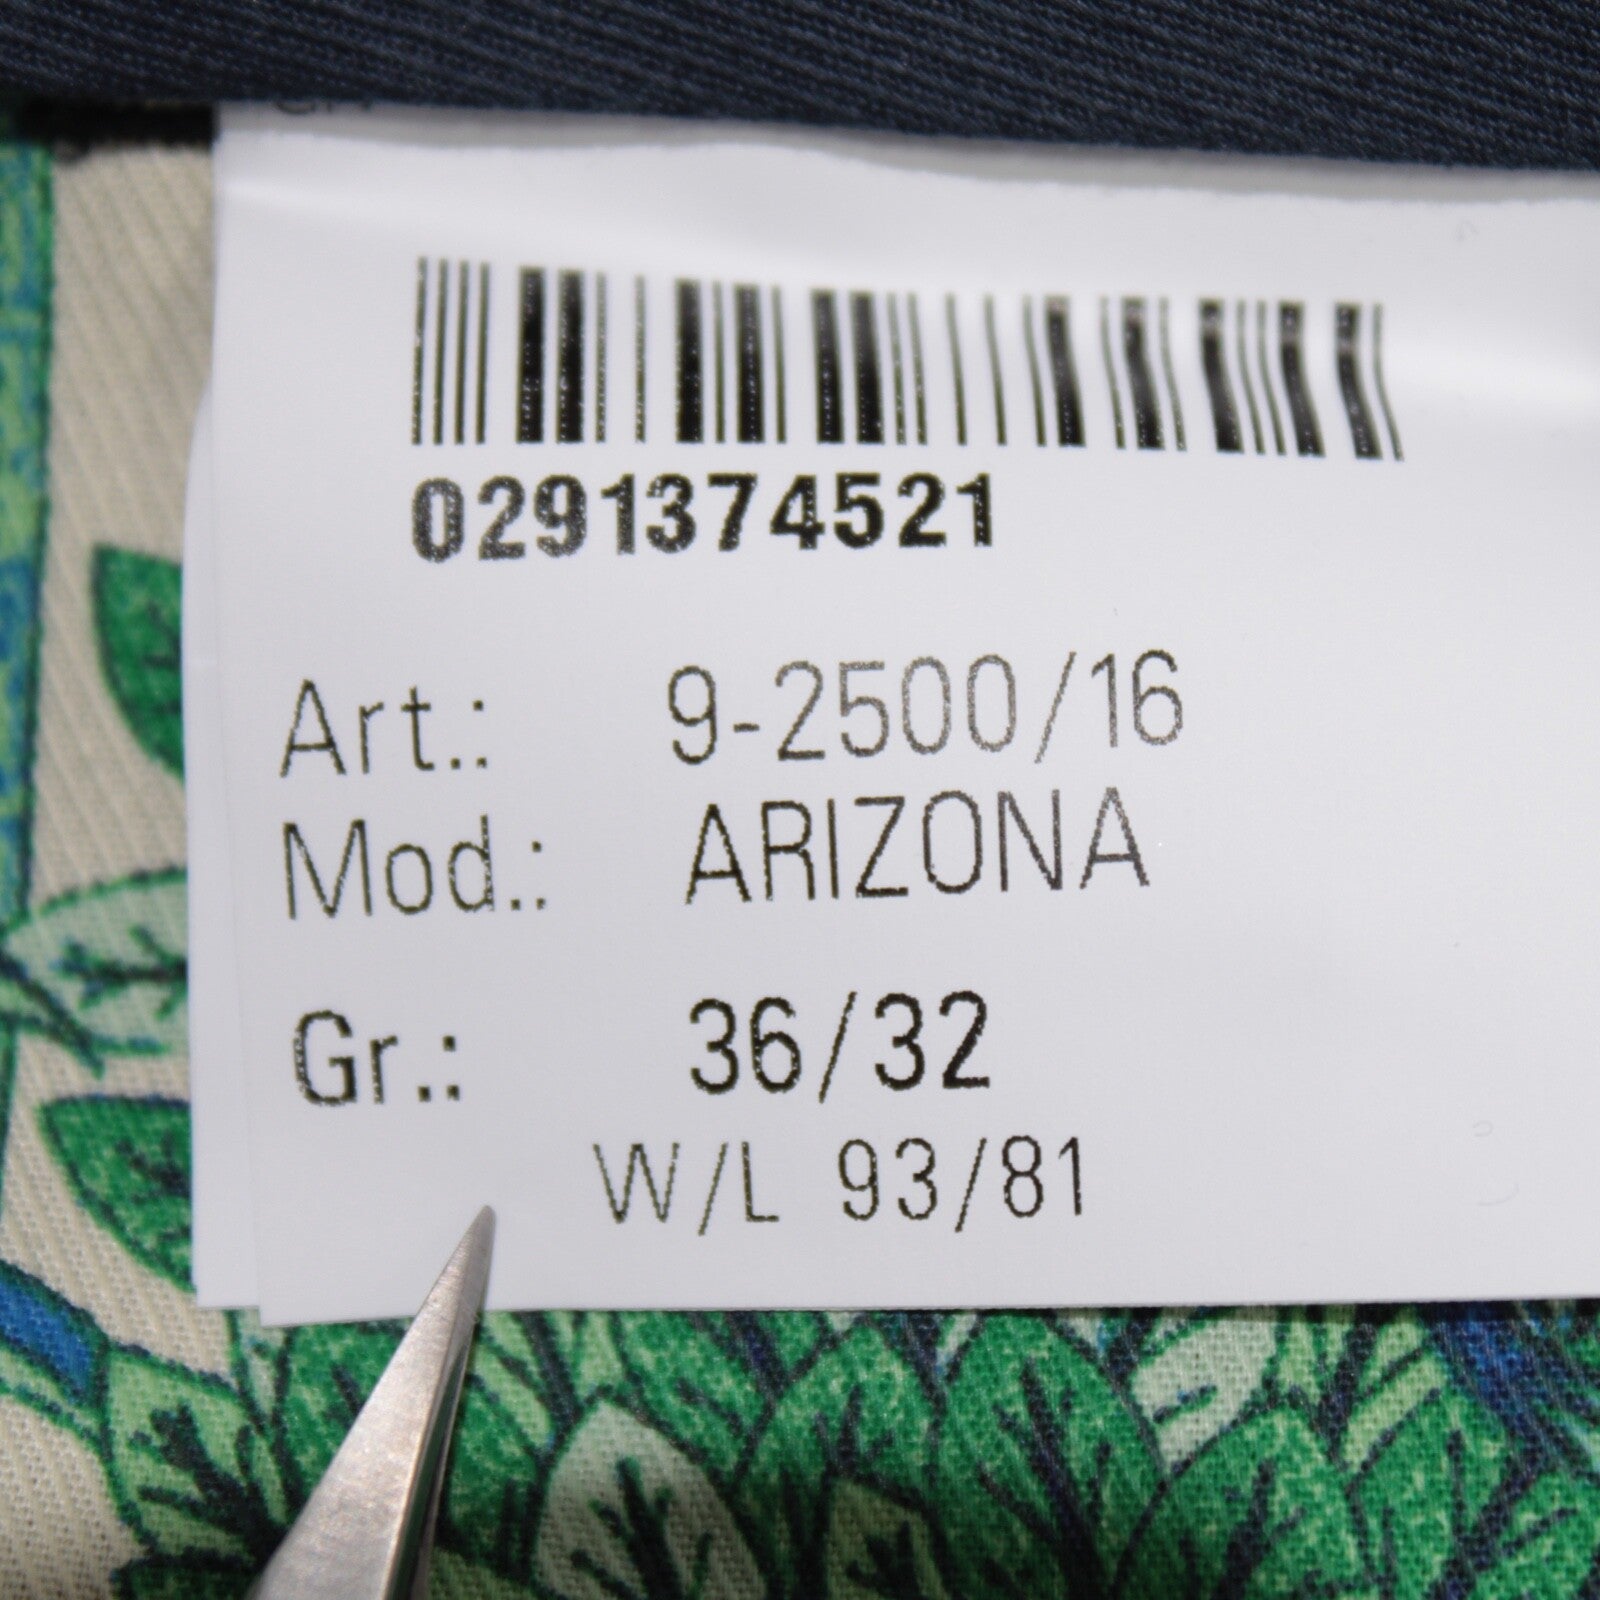 0291374521
Art.: 9-2500/16
Mod.: ARIZONA
Gr.: 36/32
W/L 93/81